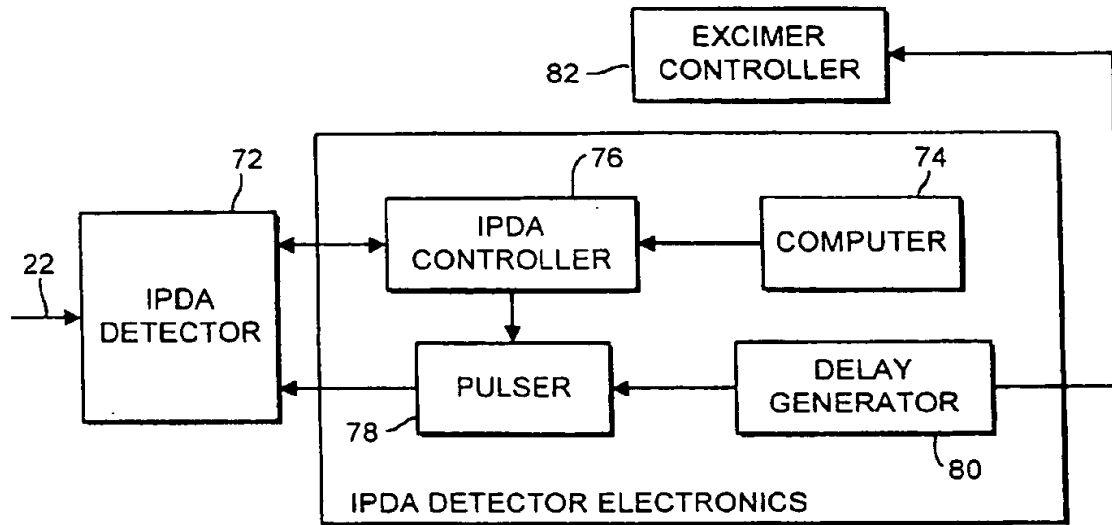 EXCIMER
CONTROLLER
82
72
76
74
IPDA
CONTROLLER
COMPUTER
22
IPDA
DETECTOR
PULSER
DELAY
GENERATOR
78
80
IPDA DETECTOR ELECTRONICS